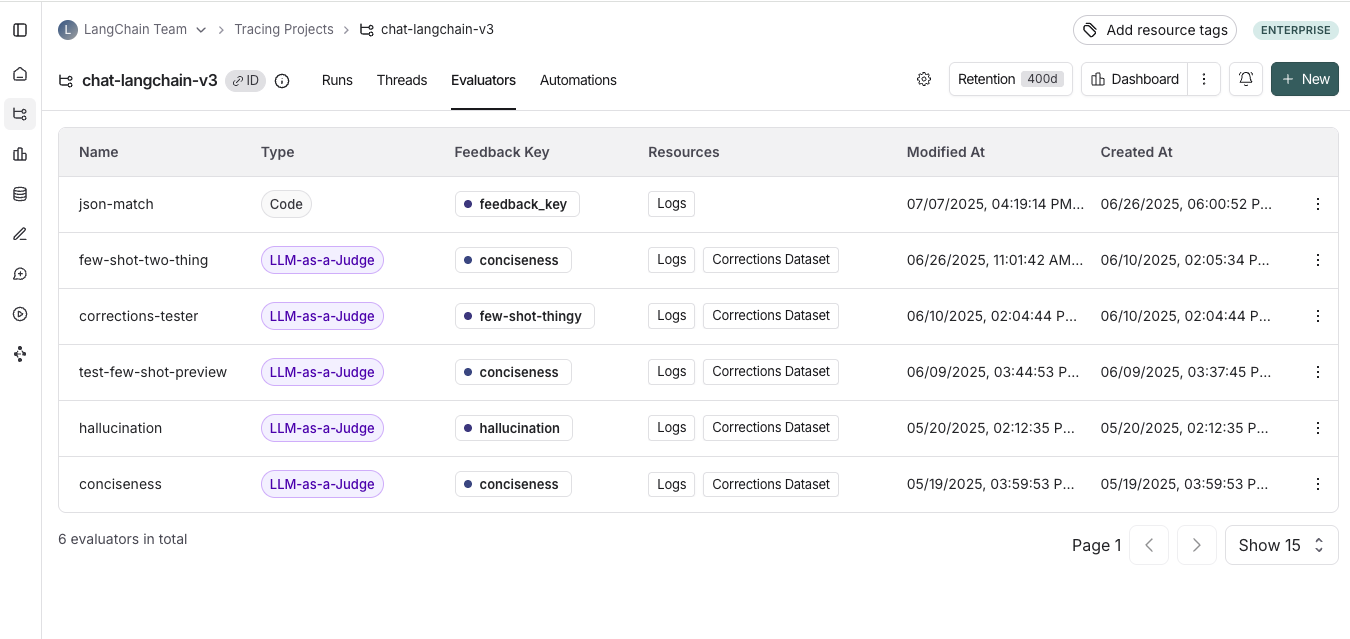 L LangChain Team > Tracing Projects > chat-langchain-v3 Add resource tags ENTERPRISE
chat-langchain-v3 ID Runs Threads Evaluators Automations Retention 400d Dashboard + New
Name Type Feedback Key Resources Modified At Created At
json-match Code feedback_key Logs 07/07/2025, 04:19:14 PM... 06/26/2025, 06:00:52 P...
few-shot-two-thing LLM-as-a-Judge conciseness Logs Corrections Dataset 06/26/2025, 11:01:42 AM... 06/10/2025, 02:05:34 P...
corrections-tester LLM-as-a-Judge few-shot-thingy Logs Corrections Dataset 06/10/2025, 02:04:44 P... 06/10/2025, 02:04:44 P...
test-few-shot-preview LLM-as-a-Judge conciseness Logs Corrections Dataset 06/09/2025, 03:44:53 P... 06/09/2025, 03:37:45 P...
hallucination LLM-as-a-Judge hallucination Logs Corrections Dataset 05/20/2025, 02:12:35 P... 05/20/2025, 02:12:35 P...
conciseness LLM-as-a-Judge conciseness Logs Corrections Dataset 05/19/2025, 03:59:53 P... 05/19/2025, 03:59:53 P...
6 evaluators in total
Page 1 Show 15